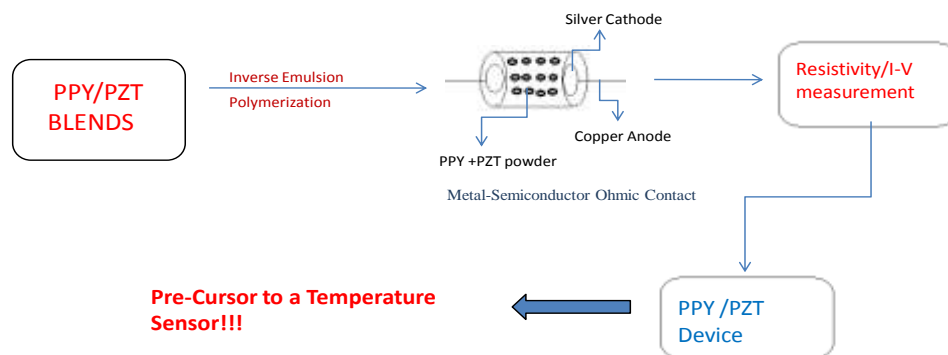 Silver Cathode
PPY/PZT
BLENDS
Inverse Emulsion
Polymerization
Resistivity/I-V
measurement
Copper Anode
PPY +PZT powder
Metal-Semiconductor Ohmic Contact
Pre-Cursor to a Temperature
Sensor!!!
PPY /PZT
Device